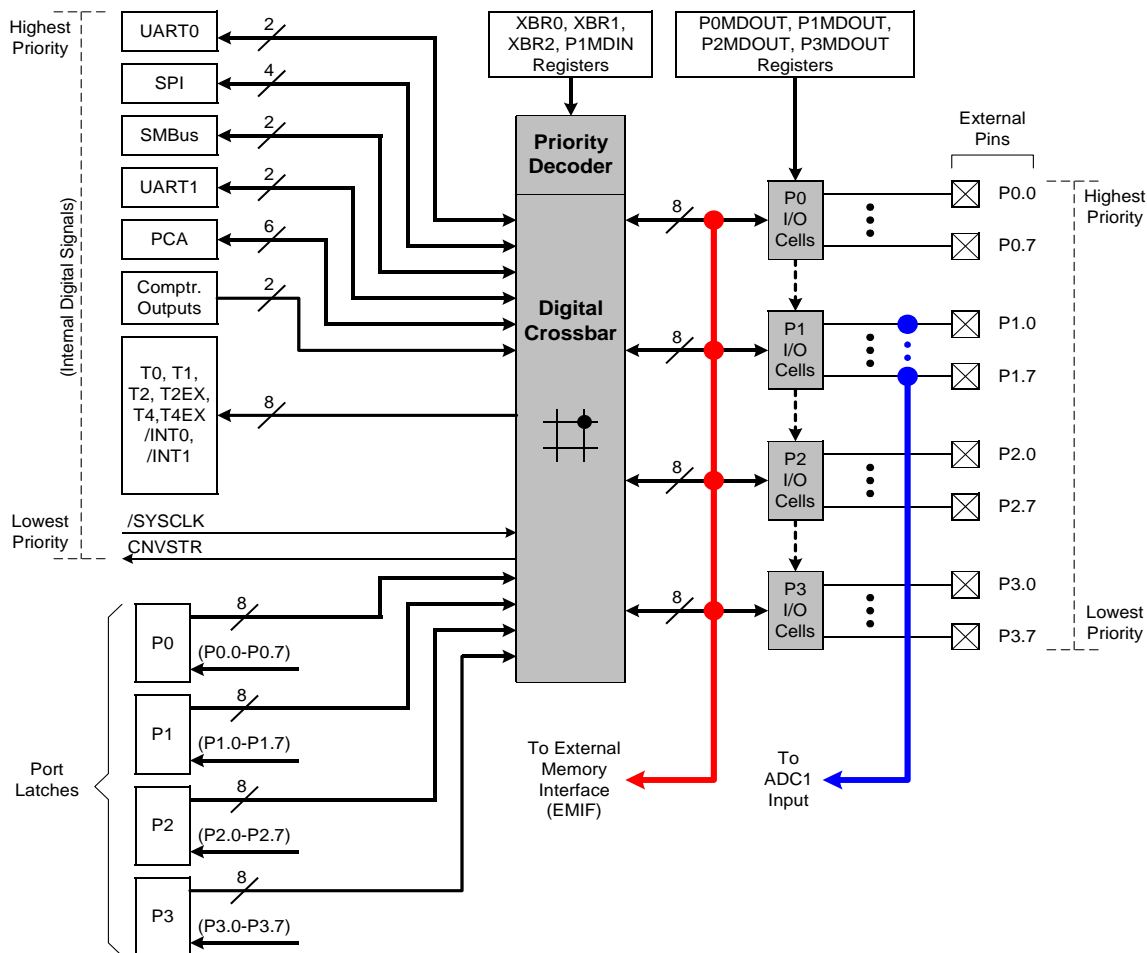 Highest
Priority
UART0
2
SPI
4
SMBus
2
UART1
2
PCA
6
Comptr.
Outputs
2
T0, T1,
T2, T2EX,
T4,T4EX
/INT0,
/INT1
8
(Internal Digital Signals)
Lowest
Priority
/SYSCLK
CNVSTR
XBR0, XBR1,
XBR2, P1MDIN
Registers
P0MDOUT, P1MDOUT,
P2MDOUT, P3MDOUT
Registers
Priority
Decoder
Digital
Crossbar
8
8
8
8
P0
I/O
Cells
P1
I/O
Cells
P2
I/O
Cells
P3
I/O
Cells
External
Pins
P0.0
P0.7
P1.0
P1.7
P2.0
P2.7
P3.0
P3.7
Highest
Priority
Lowest
Priority
Port
Latches
P0
8
(P0.0-P0.7)
P1
8
(P1.0-P1.7)
P2
8
(P2.0-P2.7)
P3
8
(P3.0-P3.7)
To External
Memory
Interface
(EMIF)
To
ADC1
Input